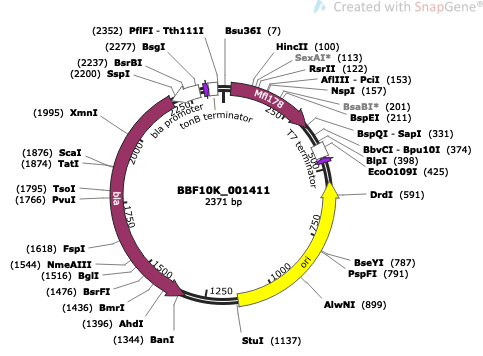 Created with SnapGene®
(2352) PflFI - Tth111I
Bsu36I (7)
(2277) BsgI
(2237) BsrBI
(2200) SspI
HincII (100)
SexAI* (113)
RsrII (122)
AflIII - PciI (153)
NspI (157)
BsaBI* (201)
BspEI (211)
BspQI - SapI (331)
BbvCI - Bpu10I (374)
BlpI (398)
EcoO109I (425)
DrdI (591)
BseYI (787)
PspFI (791)
AlwNI (899)
StuI (1137)
(1995) XmnI
(1876) ScaI
(1874) TatI
(1795) TsoI
(1766) PvuI
(1618) FspI
(1544) NmeAIII
(1516) BglI
(1476) BsrFI
(1436) BmrI
(1396) AhdI
(1344) BanI
bla promoter
tonB terminator
Mfl178
T7 terminator
bla
ori
250
500
750
1000
1250
1500
1750
2000
2250
BBF10K_001411
2371 bp